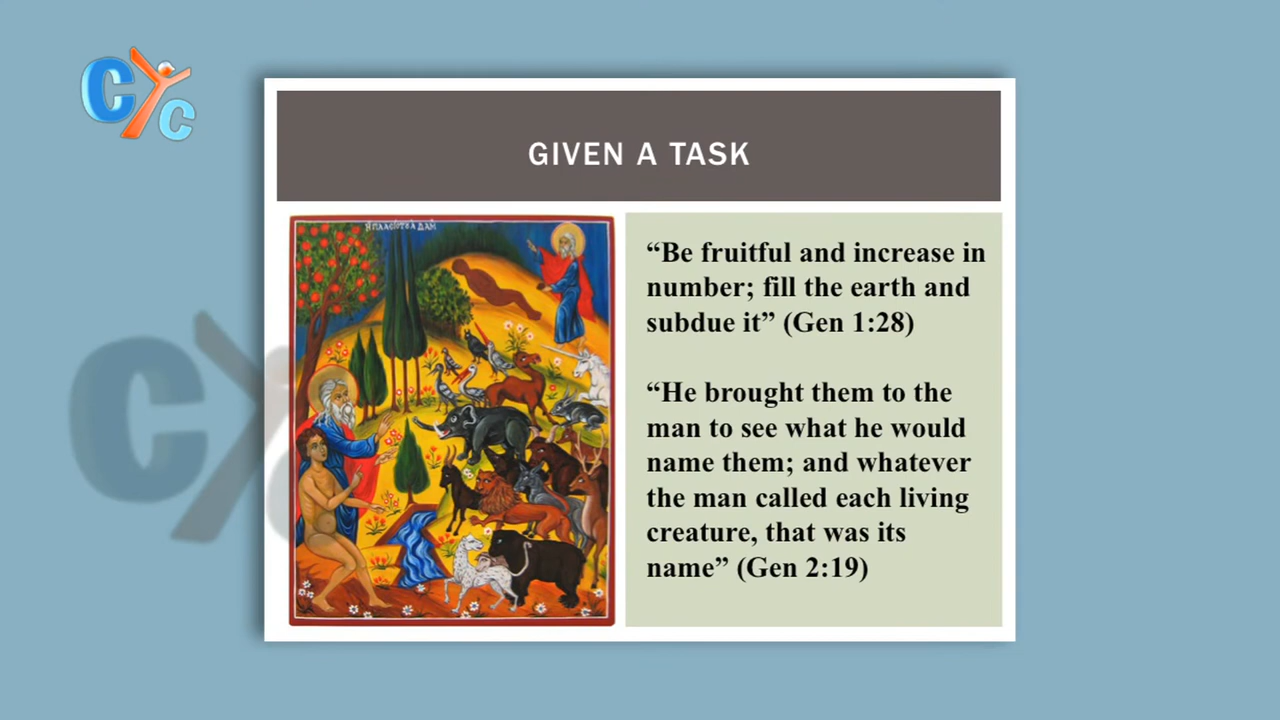 CYC
GIVEN A TASK
“Be fruitful and increase in
number; fill the earth and
subdue it” (Gen 1:28)
“He brought them to the
man to see what he would
name them; and whatever
the man called each living
creature, that was its
name” (Gen 2:19)